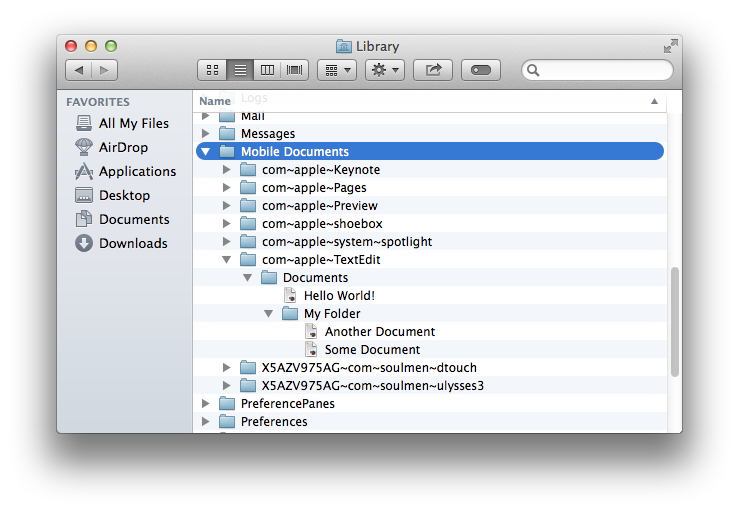 Library
FAVORITES
All My Files
AirDrop
Applications
Desktop
Documents
Downloads
Name
Logs
Mail
Messages
Mobile Documents
com~apple~Keynote
com~apple~Pages
com~apple~Preview
com~apple~shoebox
com~apple~system~spotlight
com~apple~TextEdit
Documents
Hello World!
My Folder
Another Document
Some Document
X5AZV975AG~com~soulmen~dtouch
X5AZV975AG~com~soulmen~ulysses3
PreferencePanes
Preferences